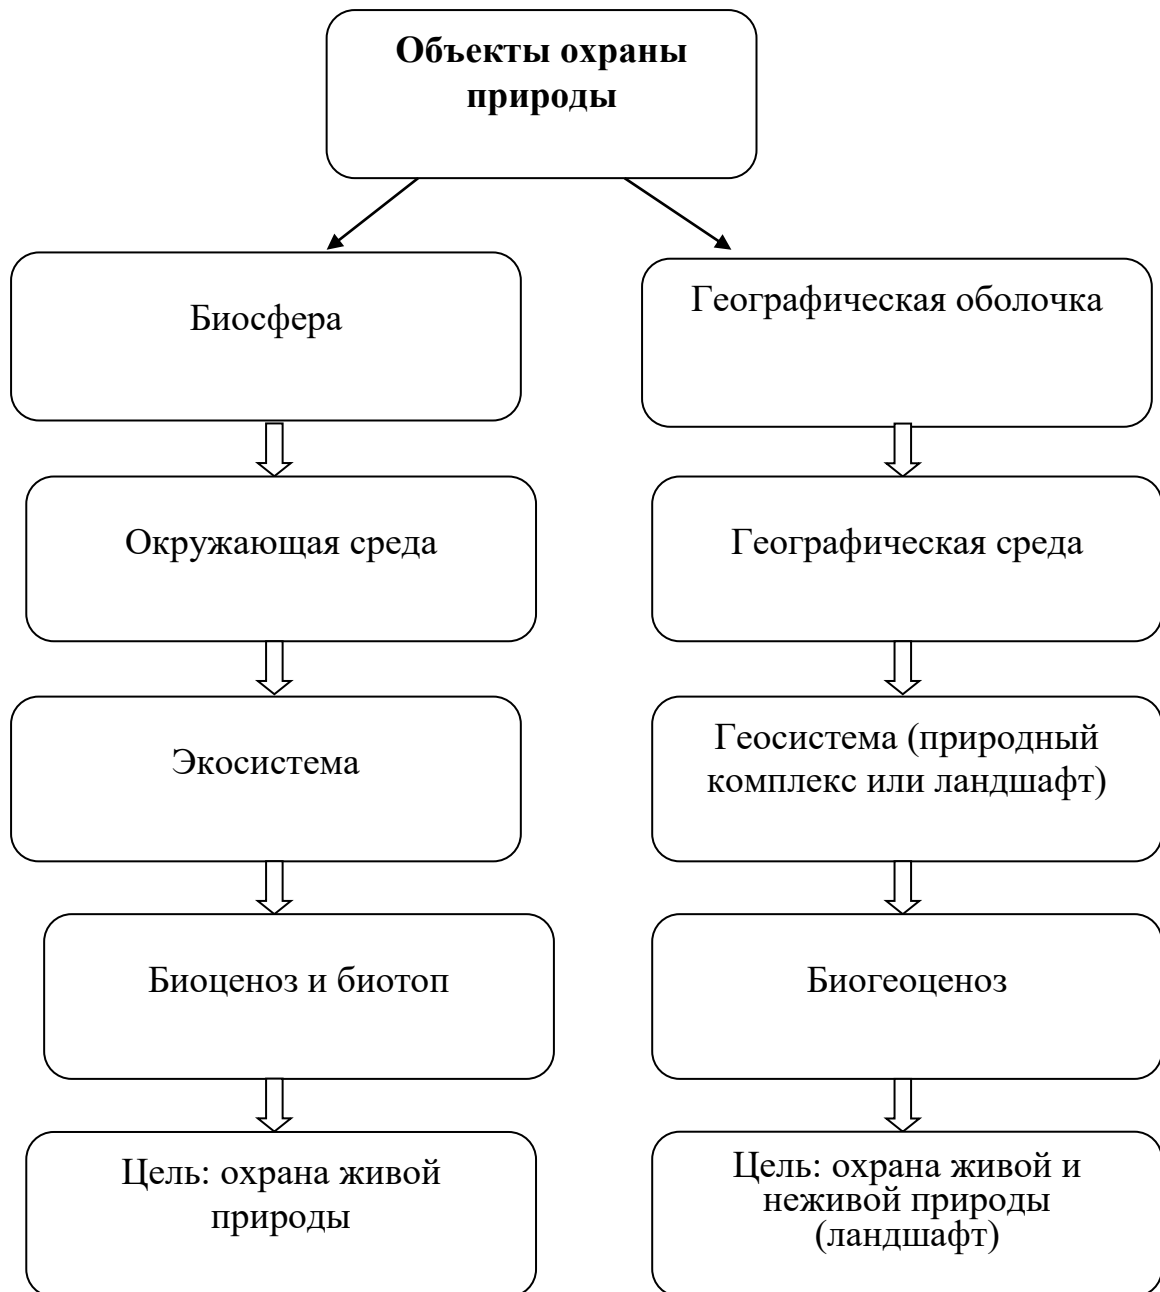 Объекты охраны
природы
Биосфера
Географическая оболочка
Окружающая среда
Географическая среда
Экосистема
Геосистема (природный
комплекс или ландшафт)
Биоценоз и биотоп
Биогеоценоз
Цель: охрана живой
природы
Цель: охрана живой и
неживой природы
(ландшафт)